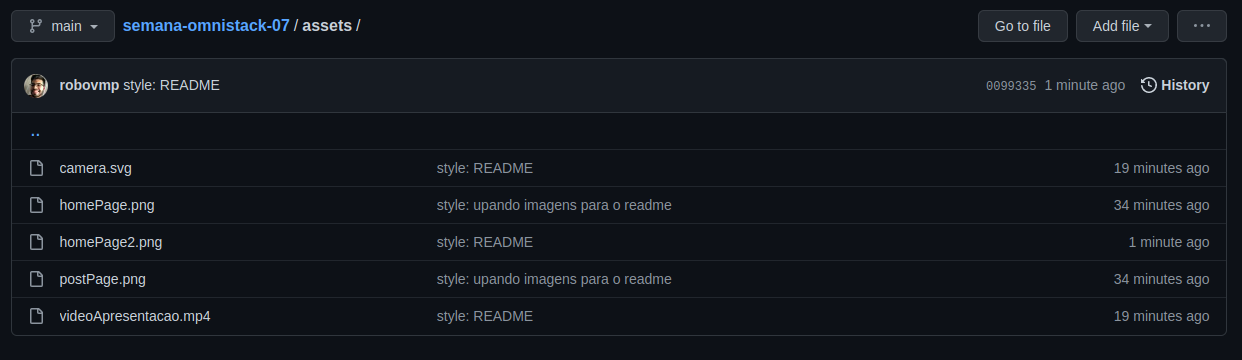 main semana-omnistack-07 / assets / Go to file Add file ...
robovmp style: README 0099335 1 minute ago History
..
camera.svg style: README 19 minutes ago
homePage.png style: upando imagens para o readme 34 minutes ago
homePage2.png style: README 1 minute ago
postPage.png style: upando imagens para o readme 34 minutes ago
videoApresentacao.mp4 style: README 19 minutes ago